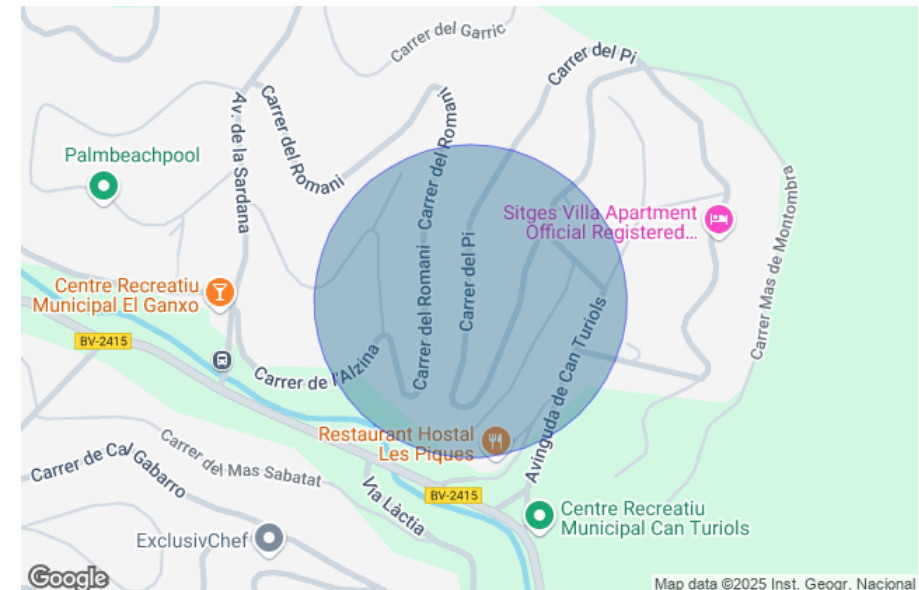 Carrer del Garric
Carrer del Pi
Av. de la Sardana
Carrer del Romani
Carrer del Romani
Palmbeachpool
Carrer Mas de Montombra
Sitges Villa Apartment
Official Registered...
Carrer del Romani
Carrer del Pi
Centre Recreatiu
Municipal El Ganxo
Avinguda de Can Turiols
BV-2415
Carrer de l'Alzina
Restaurant Hostal
Les Piques
Carrer de Cal Gabarro
Carrer del Mas Sabatat
BV-2415
Via Làctia
Centre Recreatiu
Municipal Can Turiols
ExclusivChef
Google
Map data ©2025 Inst. Geogr. Nacional